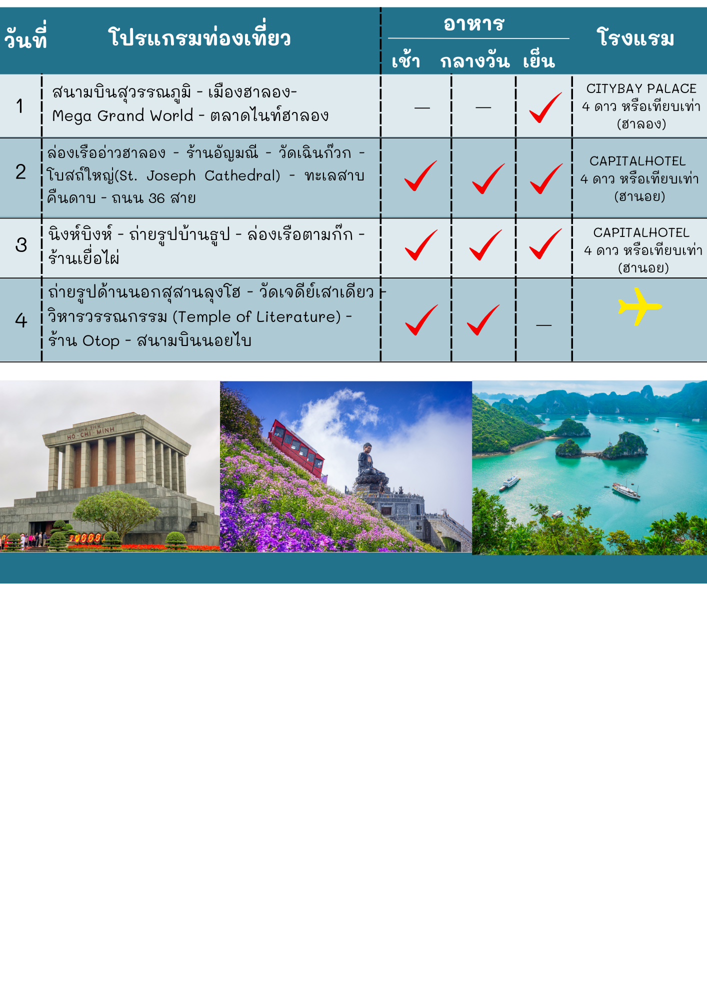 วันที่
โปรแกรมท่องเที่ยว
อาหาร
เช้า กลางวัน เย็น
โรงแรม
1
สนามบินสุวรรณภูมิ - เมืองฮาลอง-
Mega Grand World - ตลาดไนท์ฮาลอง
— —
CITYBAY PALACE
4 ดาว หรือเทียบเท่า
(ฮาลอง)
2
ล่องเรืออ่าวฮาลอง - ร้านอัญมณี - วัดเฉินก๊วก -
โบสถ์ใหญ่(St. Joseph Cathedral) - ทะเลสาบ
คืนดาบ - ถนน 36 สาย
CAPITALHOTEL
4 ดาว หรือเทียบเท่า
(ฮานอย)
3
นิงห์บิงห์ - ถ่ายรูปบ้านธูป - ล่องเรือตามก๊ก -
ร้านเยื่อไผ่
CAPITALHOTEL
4 ดาว หรือเทียบเท่า
(ฮานอย)
4
ถ่ายรูปด้านนอกสุสานลุงโฮ - วัดเจดีย์เสาเดียว -
วิหารวรรณกรรม (Temple of Literature) -
ร้าน Otop - สนามบินนอยไบ
—
CHỦ TỊCH
HO-CHI-MINH